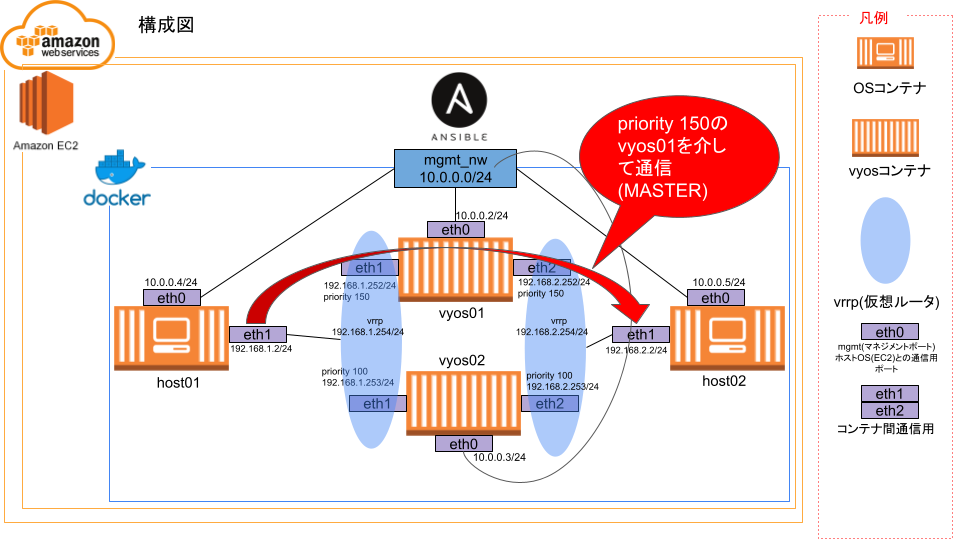 構成図
amazon
web services
Amazon EC2
docker
ANSIBLE
mgmt_nw
10.0.0.0/24
priority 150の
vyos01を介し
て通信
(MASTER)
10.0.0.2/24
eth0
eth1
eth2
192.168.1.252/24
priority 150
192.168.2.252/24
priority 150
vyos01
10.0.0.4/24
eth0
eth1
192.168.1.2/24
host01
vrrp
192.168.1.254/24
vrrp
192.168.2.254/24
10.0.0.5/24
eth0
eth1
192.168.2.2/24
host02
vyos02
priority 100
192.168.1.253/24
priority 100
192.168.2.253/24
eth1
eth2
eth0
10.0.0.3/24
凡例
OSコンテナ
vyosコンテナ
vrrp(仮想ルータ)
eth0
mgmt(マネジメントポート)
ホストOS(EC2)との通信用
ポート
eth1
eth2
コンテナ間通信用